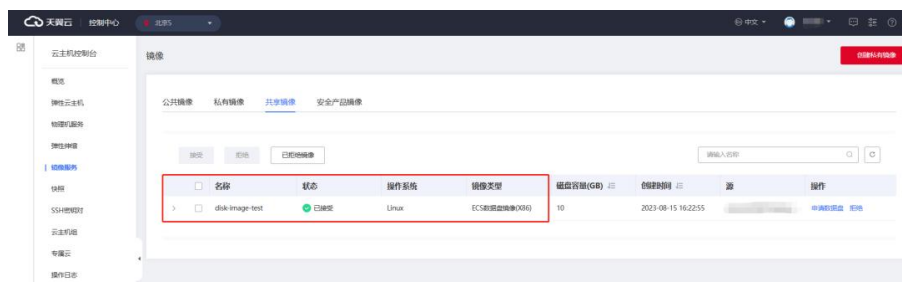 天翼云 控制中心 北京5 中文
云主机控制台
镜像
创建私有镜像
概览
弹性云主机
物理机服务
弹性伸缩
镜像服务
快照
SSH密钥对
云主机组
专属云
操作日志
公共镜像 私有镜像 共享镜像 安全产品镜像
接受 拒绝 已拒绝镜像 请输入名称
名称 状态 操作系统 镜像类型 磁盘容量(GB) 创建时间 源 操作
disk-image-test 已接受 Linux ECS数据盘镜像(X86) 10 2023-08-15 16:22:55 申请数据盘 拒绝